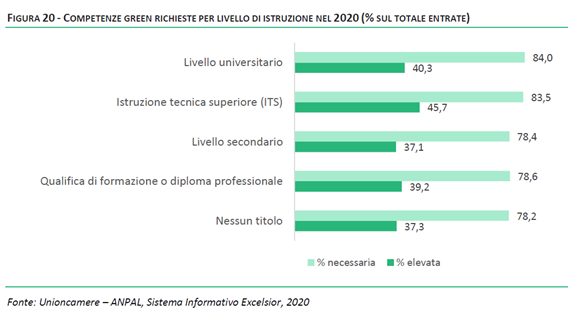 FIGURA 20 - COMPETENZE GREEN RICHIESTE PER LIVELLO DI ISTRUZIONE NEL 2020 (% SUL TOTALE ENTRATE)
Livello universitario 84,0
40,3
Istruzione tecnica superiore (ITS) 83,5
45,7
Livello secondario 78,4
37,1
Qualifica di formazione o diploma professionale 78,6
39,2
Nessun titolo 78,2
37,3
% necessaria % elevata
Fonte: Unioncamere – ANPAL, Sistema Informativo Excelsior, 2020